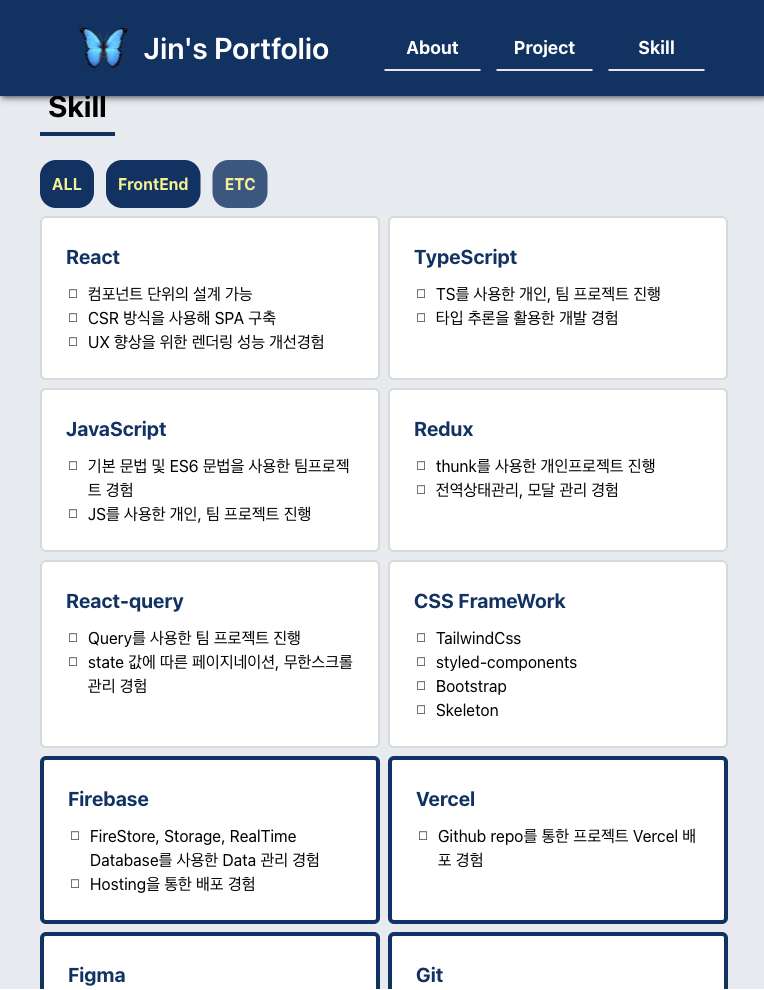 Jin's Portfolio
About
Project
Skill
Skill
ALL
FrontEnd
ETC
React
컴포넌트 단위의 설계 가능
CSR 방식을 사용해 SPA 구축
UX 향상을 위한 렌더링 성능 개선경험
TypeScript
TS를 사용한 개인, 팀 프로젝트 진행
타입 추론을 활용한 개발 경험
JavaScript
기본 문법 및 ES6 문법을 사용한 팀프로젝
트 경험
JS를 사용한 개인, 팀 프로젝트 진행
Redux
thunk를 사용한 개인프로젝트 진행
전역상태관리, 모달 관리 경험
React-query
Query를 사용한 팀 프로젝트 진행
state 값에 따른 페이지네이션, 무한스크롤
관리 경험
CSS FrameWork
TailwindCss
styled-components
Bootstrap
Skeleton
Firebase
FireStore, Storage, RealTime
Database를 사용한 Data 관리 경험
Hosting을 통한 배포 경험
Vercel
Github repo를 통한 프로젝트 Vercel 배
포 경험
Figma
Git